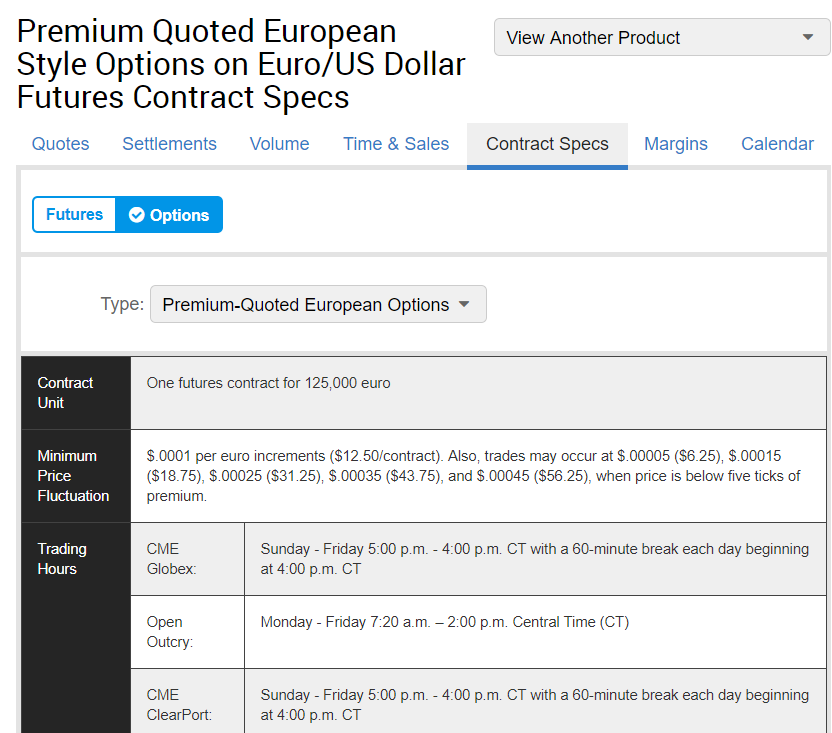 Premium Quoted European
Style Options on Euro/US Dollar
Futures Contract Specs
View Another Product
Quotes
Settlements
Volume
Time & Sales
Contract Specs
Margins
Calendar
Futures
Options
Type:
Premium-Quoted European Options
Contract
Unit
One futures contract for 125,000 euro
Minimum
Price
Fluctuation
$.0001 per euro increments ($12.50/contract). Also, trades may occur at $.00005 ($6.25), $.00015
($18.75), $.00025 ($31.25), $.00035 ($43.75), and $.00045 ($56.25), when price is below five ticks of
premium.
Trading
Hours
CME
Globex:
Sunday - Friday 5:00 p.m. - 4:00 p.m. CT with a 60-minute break each day beginning
at 4:00 p.m. CT
Open
Outcry:
Monday - Friday 7:20 a.m. – 2:00 p.m. Central Time (CT)
CME
ClearPort:
Sunday - Friday 5:00 p.m. - 4:00 p.m. CT with a 60-minute break each day beginning
at 4:00 p.m. CT